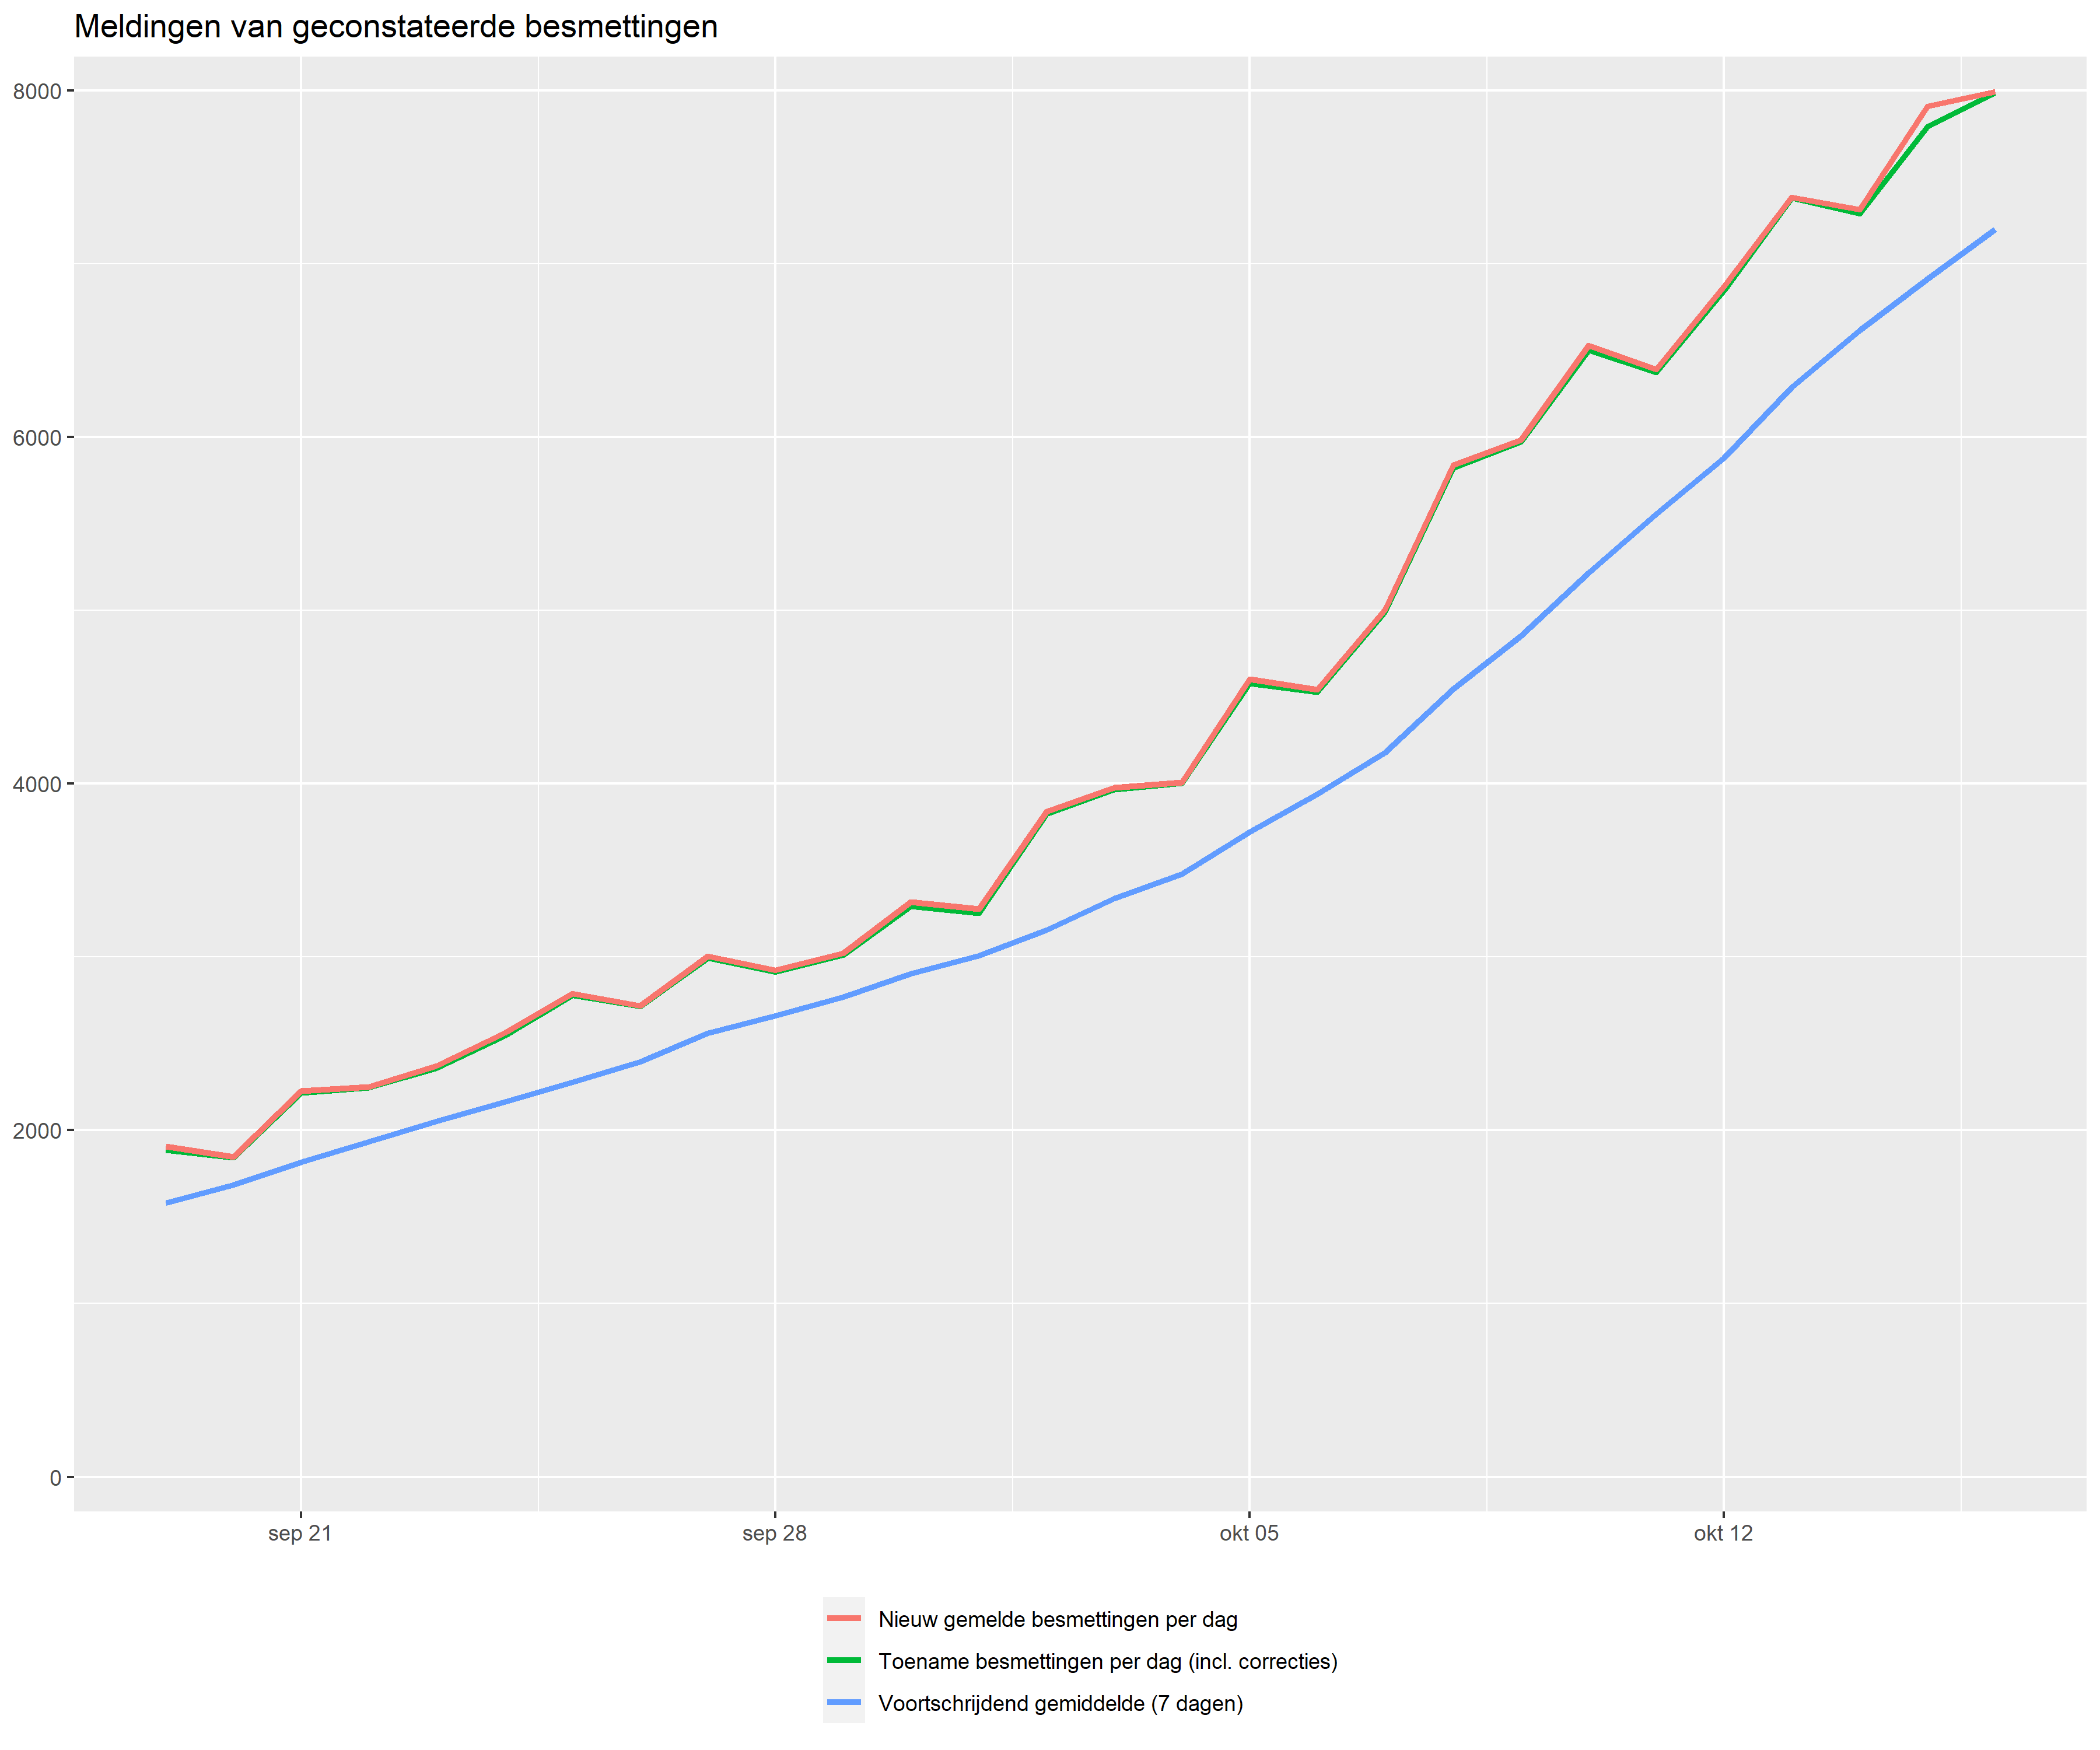 Meldingen van geconstateerde besmettingen
8000
6000
4000
2000
0
sep 21
sep 28
okt 05
okt 12
Nieuw gemelde besmettingen per dag
Toename besmettingen per dag (incl. correcties)
Voortschrijdend gemiddelde (7 dagen)